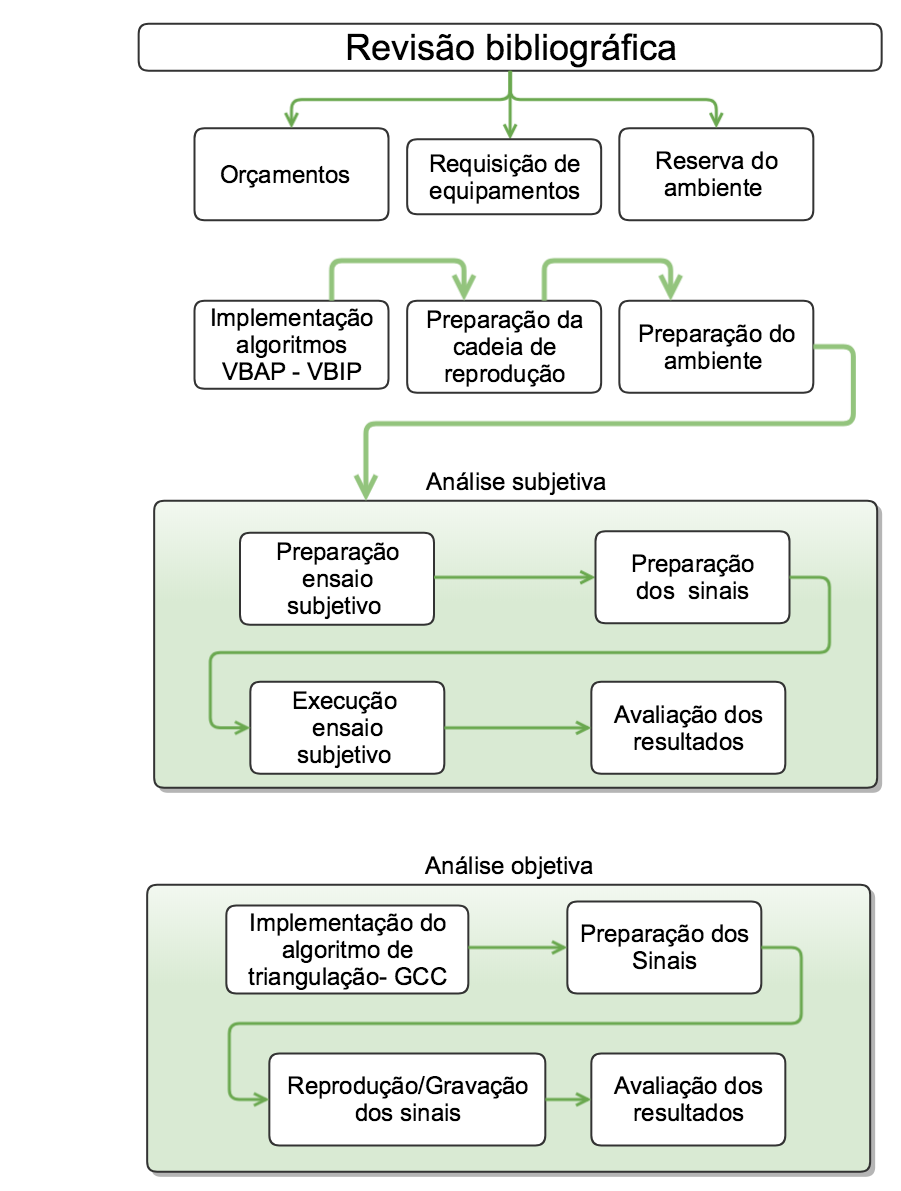 Revisão bibliográfica
Orçamentos
Requisição de
equipamentos
Reserva do
ambiente
Implementação
algoritmos
VBAP - VBIP
Preparação da
cadeia de
reprodução
Preparação do
ambiente
Análise subjetiva
Preparação
ensaio
subjetivo
Preparação
dos sinais
Execução
ensaio
subjetivo
Avaliação dos
resultados
Análise objetiva
Implementação do
algoritmo de
triangulação- GCC
Preparação dos
Sinais
Reprodução/Gravação
dos sinais
Avaliação dos
resultados